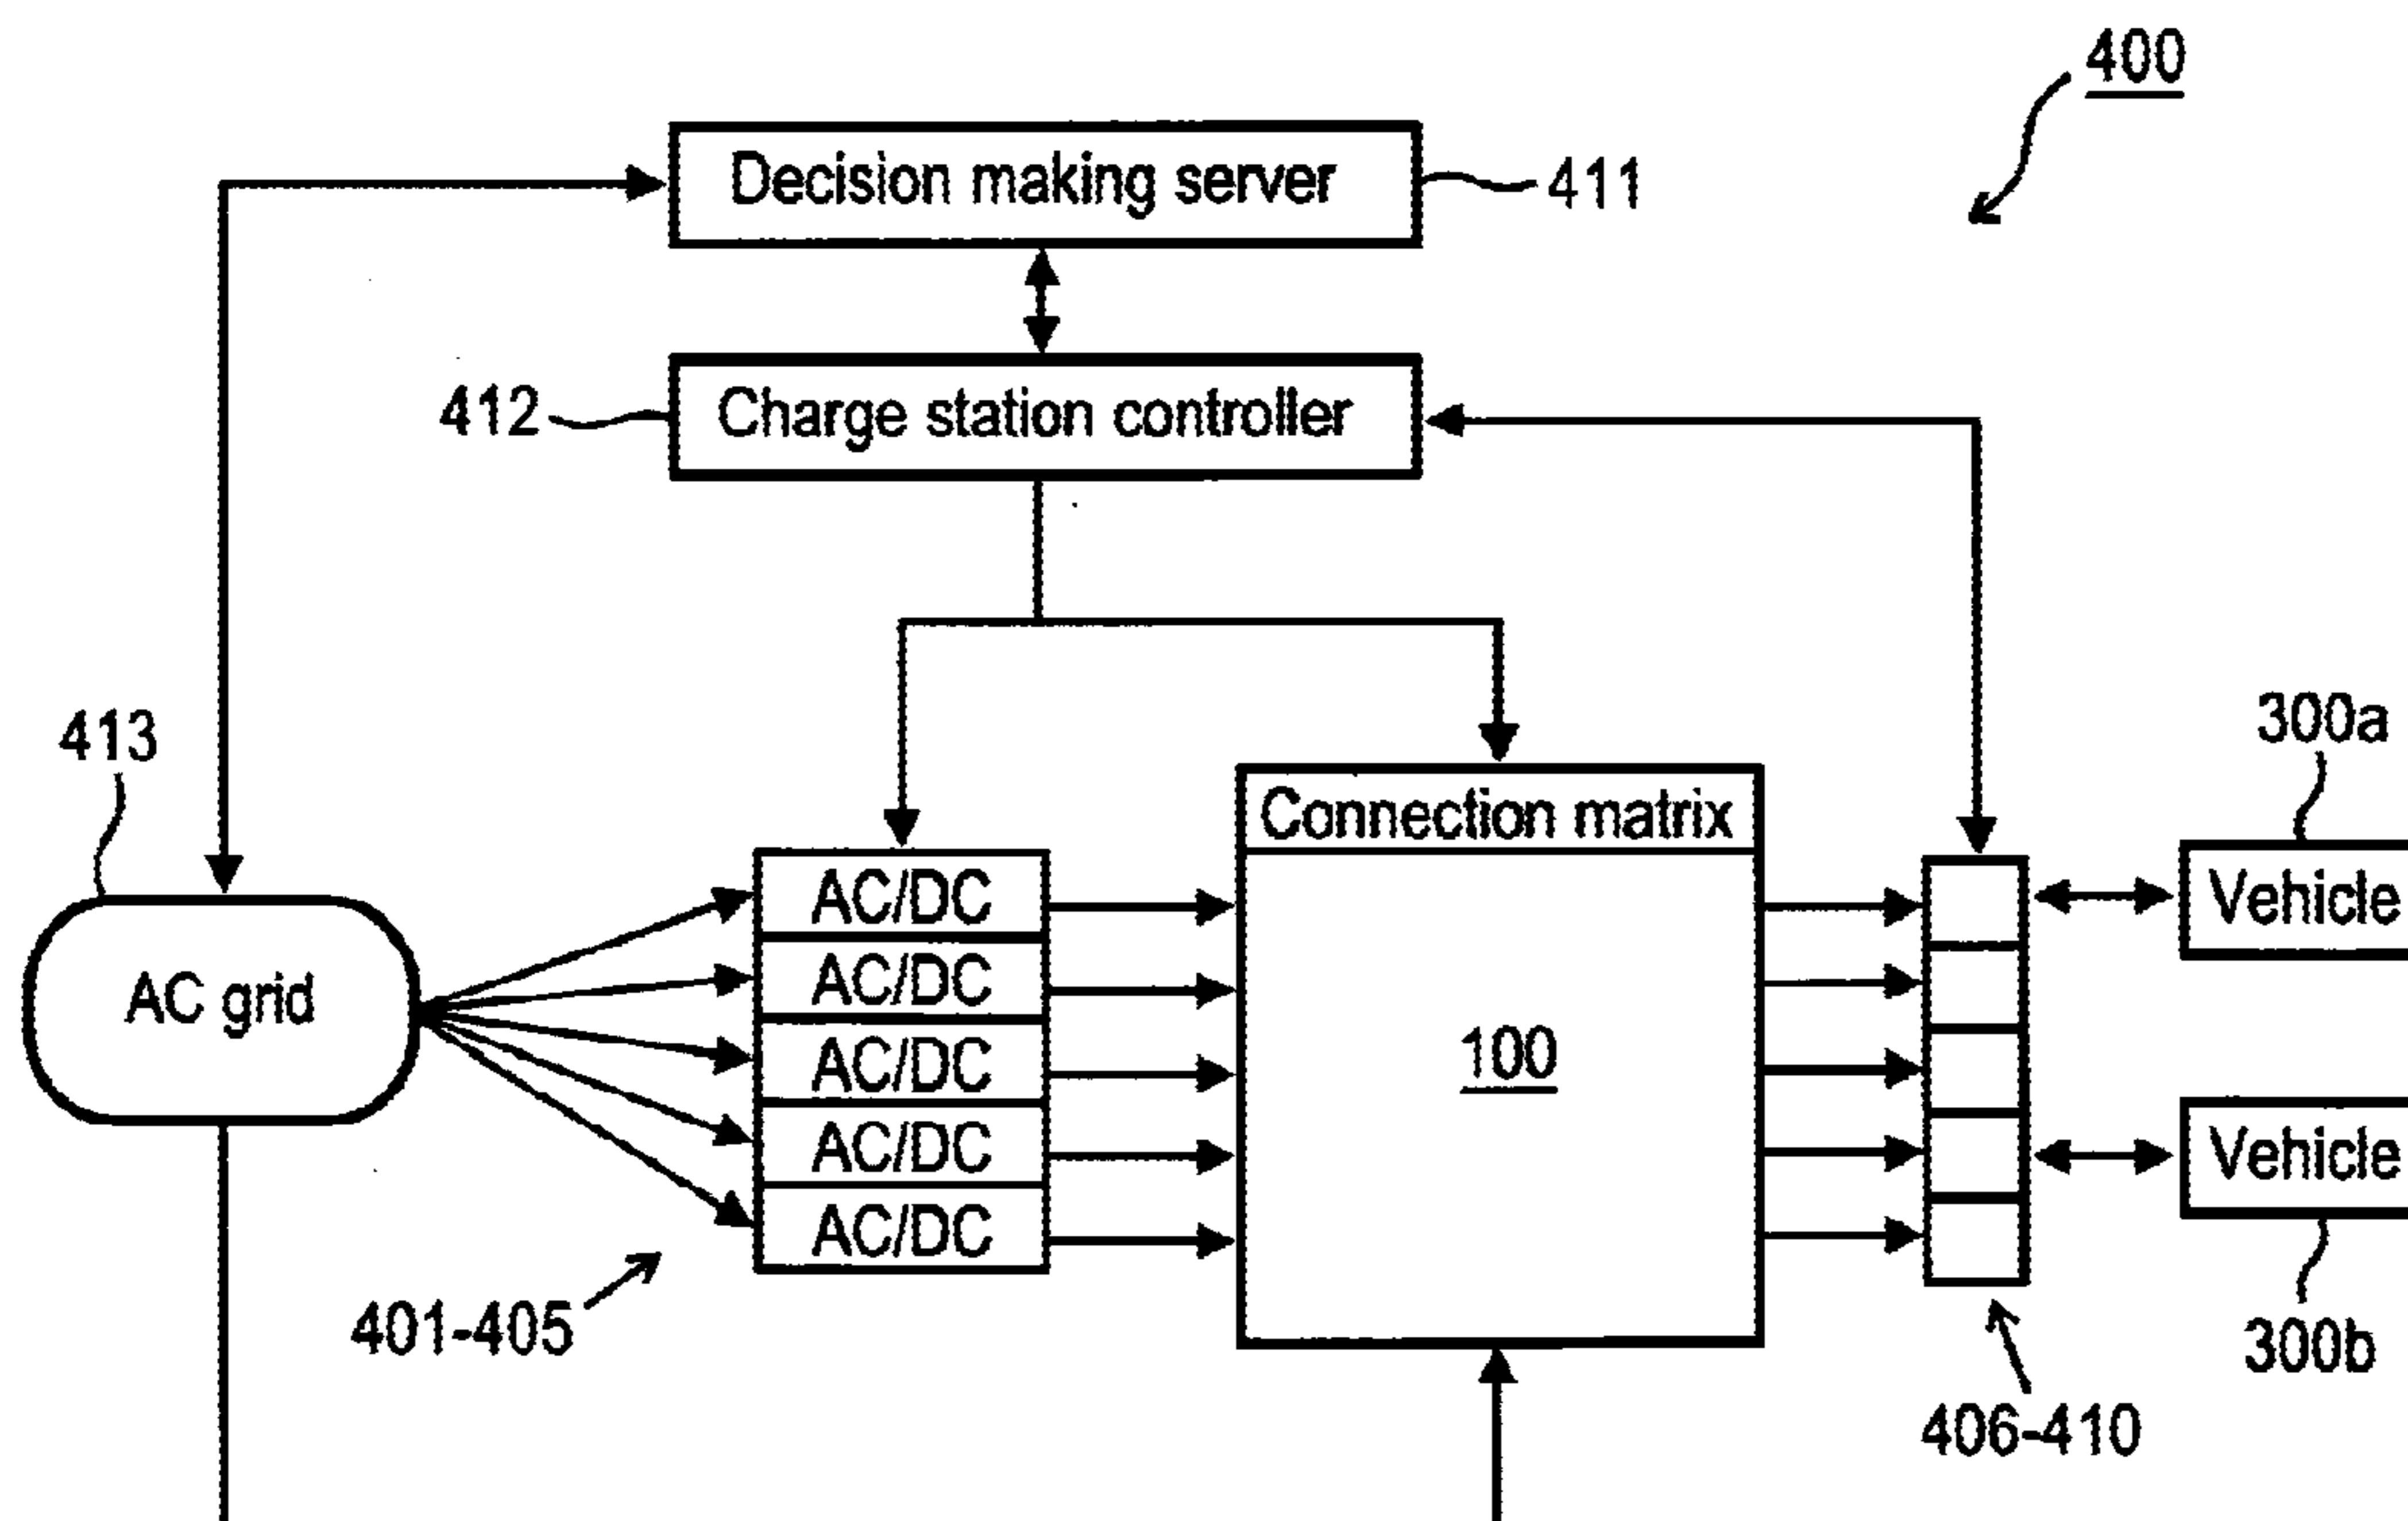 400
Decision making server
411
412
Charge station controller
413
300a
Connection matrix
Vehicle
AC/DC
AC/DC
AC grid
100
AC/DC
AC/DC
Vehicle
AC/DC
401-405
300b
406-410